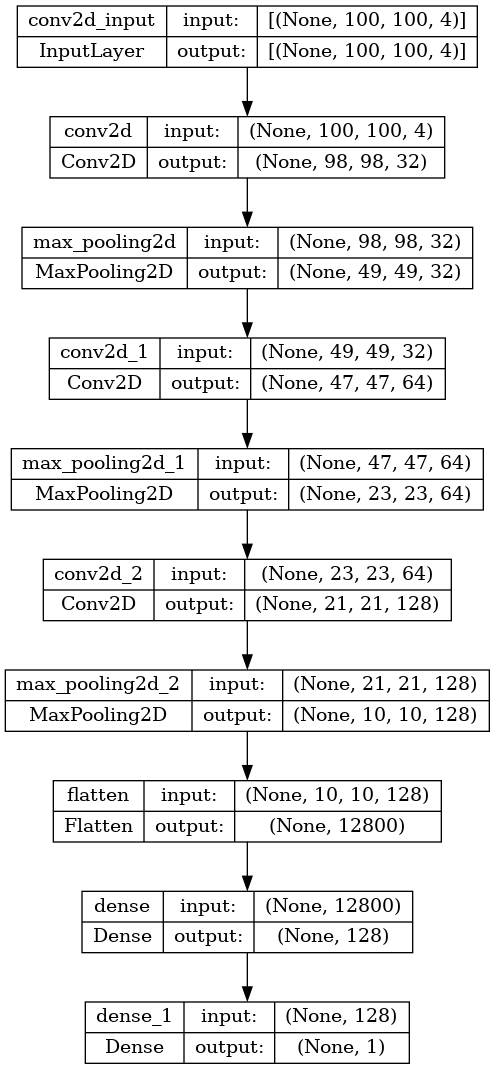 conv2d_input input: [(None, 100, 100, 4)]
InputLayer output: [(None, 100, 100, 4)]
conv2d input: (None, 100, 100, 4)
Conv2D output: (None, 98, 98, 32)
max_pooling2d input: (None, 98, 98, 32)
MaxPooling2D output: (None, 49, 49, 32)
conv2d_1 input: (None, 49, 49, 32)
Conv2D output: (None, 47, 47, 64)
max_pooling2d_1 input: (None, 47, 47, 64)
MaxPooling2D output: (None, 23, 23, 64)
conv2d_2 input: (None, 23, 23, 64)
Conv2D output: (None, 21, 21, 128)
max_pooling2d_2 input: (None, 21, 21, 128)
MaxPooling2D output: (None, 10, 10, 128)
flatten input: (None, 10, 10, 128)
Flatten output: (None, 12800)
dense input: (None, 12800)
Dense output: (None, 128)
dense_1 input: (None, 128)
Dense output: (None, 1)